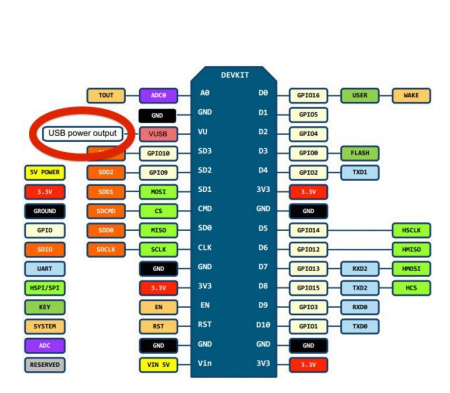 DEVKIT
TOUT ADC0 A0 D0 GPIO16 USER WAKE
GND GND D1 GPIO5
USB power output VUSB VU D2 GPIO4
GPIO10 SD3 D3 GPIO0 FLASH
5V POWER SDD2 GPIO9 SD2 D4 GPIO2 TXD1
3.3V SDD1 MOSI SD1 3V3 3.3V
GROUND SDCMD CS CMD GND GND
GPIO SDD0 MISO SD0 D5 GPIO14 HSCLK
SDIO SDCLK SCLK CLK D6 GPIO12 HMISO
UART GND GND D7 GPIO13 RXD2 HMOSI
HSPI/SPI 3.3V 3V3 D8 GPIO15 TXD2 HCS
KEY EN EN D9 GPIO3 RXD0
SYSTEM RST RST D10 GPIO1 TXD0
ADC GND GND GND GND
RESERVED VIN 5V Vin 3V3 3.3V